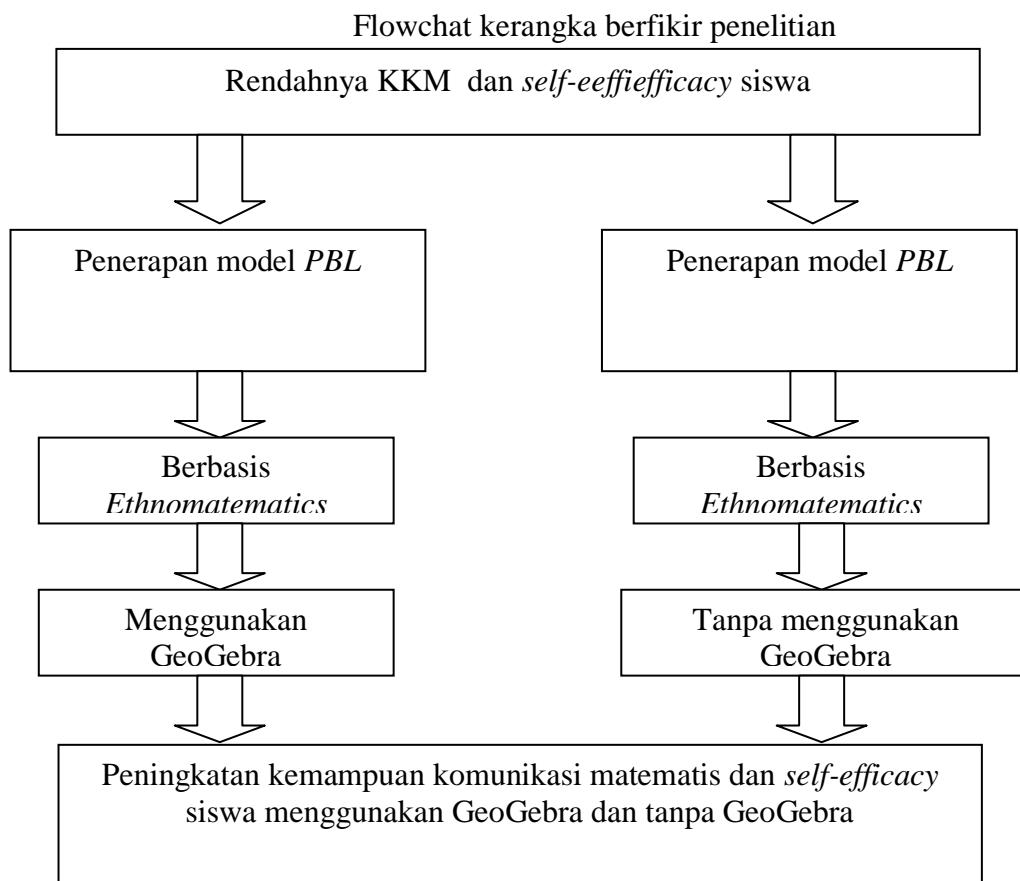 Flowchat kerangka berfikir penelitian
Rendahnya KKM dan self-eeffiefficacy siswa
Penerapan model PBL
Penerapan model PBL
Berbasis
Ethnomatematics
Berbasis
Ethnomatematics
Menggunakan
GeoGebra
Tanpa menggunakan
GeoGebra
Peningkatan kemampuan komunikasi matematis dan self-efficacy
siswa menggunakan GeoGebra dan tanpa GeoGebra